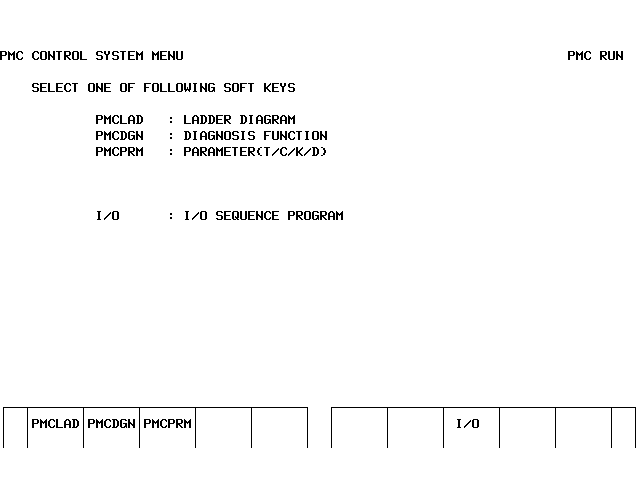 PMC CONTROL SYSTEM MENU PMC RUN
SELECT ONE OF FOLLOWING SOFT KEYS
PMCLAD : LADDER DIAGRAM
PMCDGN : DIAGNOSIS FUNCTION
PMCPRM : PARAMETER(T/C/K/D)
I/O : I/O SEQUENCE PROGRAM
PMCLAD PMCDGN PMCPRM I/O